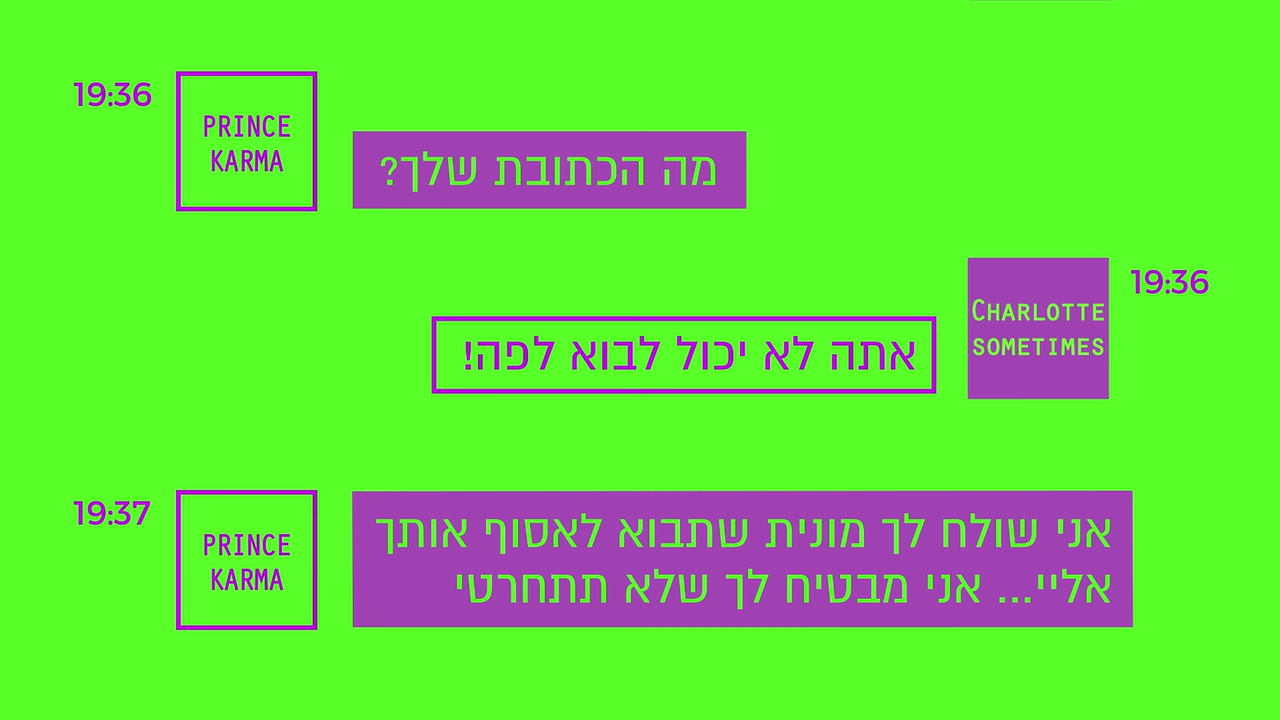 19:36
PRINCE
KARMA
מה הכתובת שלך?
19:36
CHARLOTTE
SOMETIMES
אתה לא יכול לבוא לפה!
19:37
PRINCE
KARMA
אני שולח לך מונית שתבוא לאסוף אותך
אליי... אני מבטיח לך שלא תתחרטי